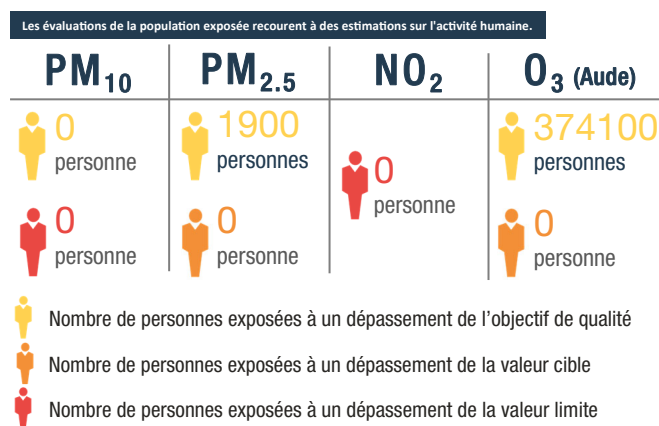 Les évaluations de la population exposée recourent à des estimations sur l'activité humaine.
PM10
0
personne
0
personne
PM2.5
1900
personnes
0
personne
NO2
0
personne
O3 (Aude)
374100
personnes
0
personne
Nombre de personnes exposées à un dépassement de l'objectif de qualité
Nombre de personnes exposées à un dépassement de la valeur cible
Nombre de personnes exposées à un dépassement de la valeur limite